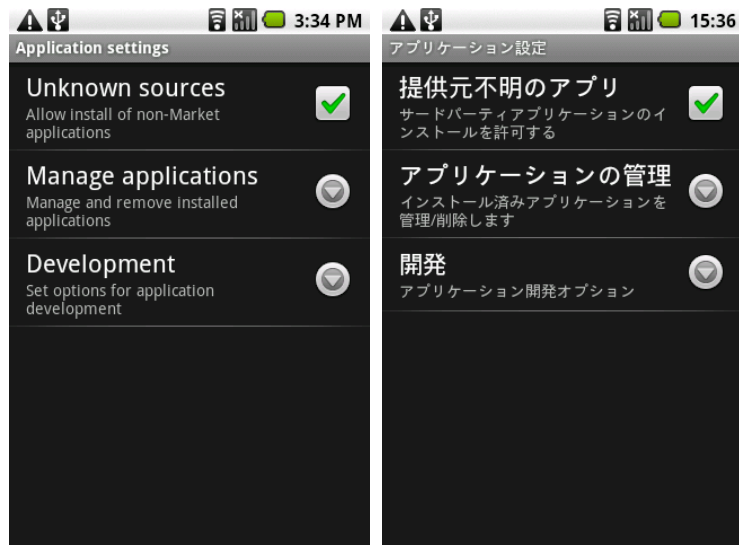 3:34 PM
Application settings
Unknown sources
Allow install of non-Market
applications
Manage applications
Manage and remove installed
applications
Development
Set options for application
development
15:36
アプリケーション設定
提供元不明のアプリ
サードパーティアプリケーションのイ
ンストールを許可する
アプリケーションの管理
インストール済みアプリケーションを
管理/削除します
開発
アプリケーション開発オプション